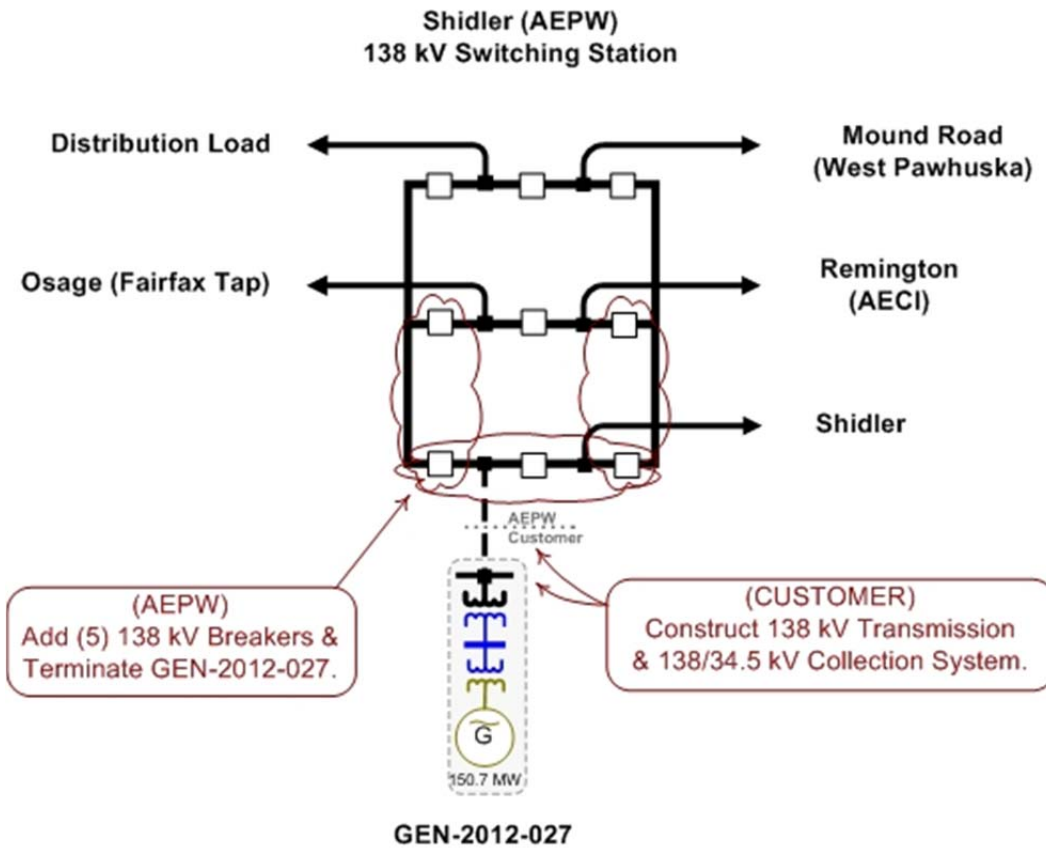 Shidler (AEPW)
138 kV Switching Station
Distribution Load
Mound Road
(West Pawhuska)
Osage (Fairfax Tap)
Remington
(AECI)
Shidler
AEPW
Customer
(AEPW)
Add (5) 138 kV Breakers &
Terminate GEN-2012-027.
(CUSTOMER)
Construct 138 kV Transmission
& 138/34.5 kV Collection System.
G
150.7 MW
GEN-2012-027